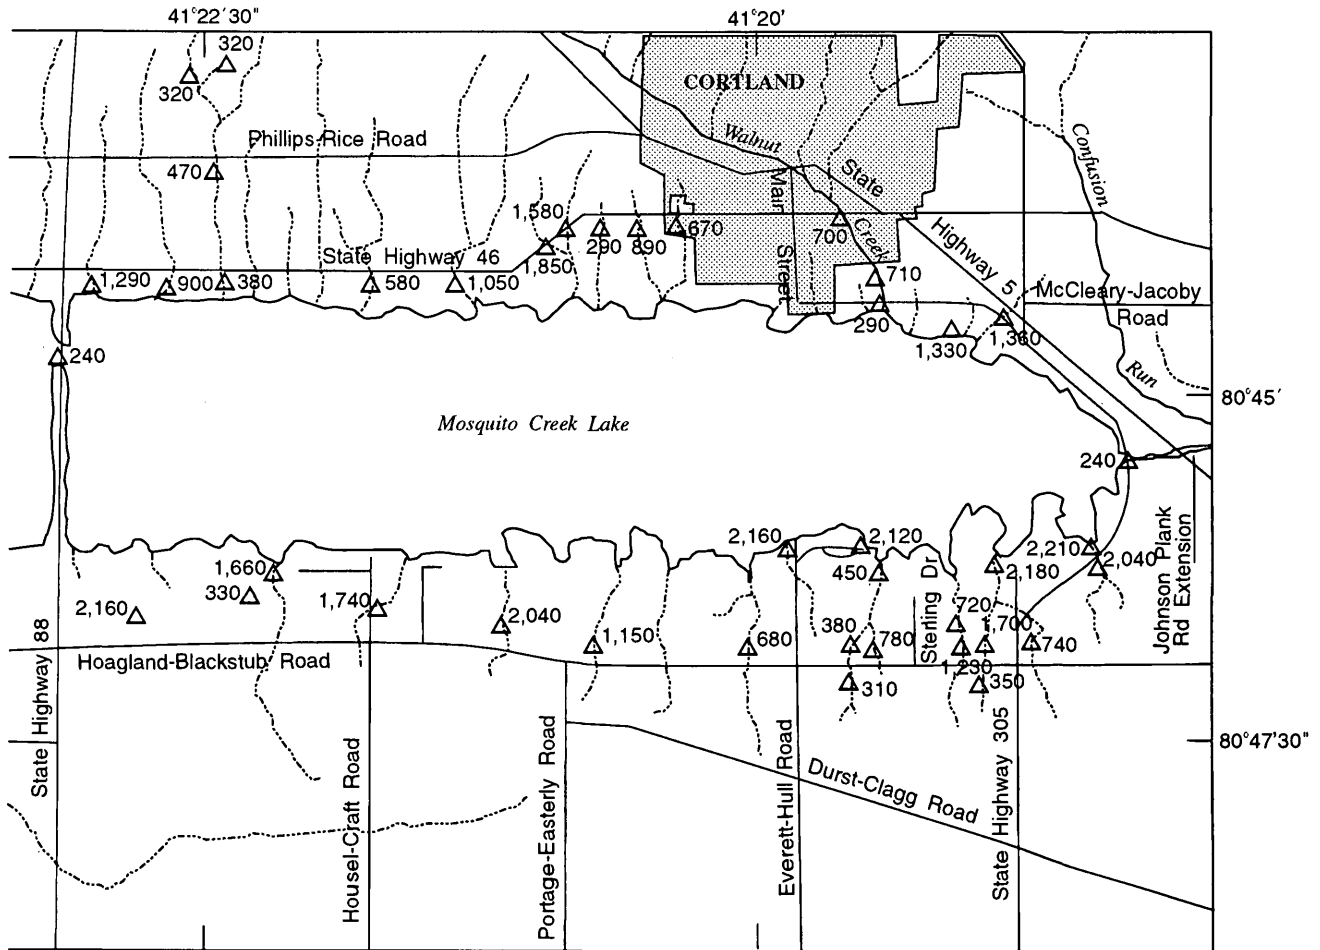 41°22'30"
41°20'
320
320
CORTLAND
Phillips-Rice Road
Walnut
Confusion
470
Main
State
1,580
290
890
670
700
Creek
Highway 5
State Highway 46
1,850
Street
710
1,290
900
380
580
1,050
McCleary-Jacoby
Road
290
1,330
1,360
240
Run
80°45'
Mosquito Creek Lake
240
2,160
2,120
2,210
2,040
1,660
450
2,180
330
2,160
1,740
2,040
720
1,700
380
780
740
1,150
680
Sterling Dr
Johnson Plank
Rd Extension
Hoagland-Blackstub Road
1,230
310
350
State Highway 88
80°47'30"
Housel-Craft Road
Portage-Easterly Road
Everett-Hull Road
Durst-Clagg Road
State Highway 305